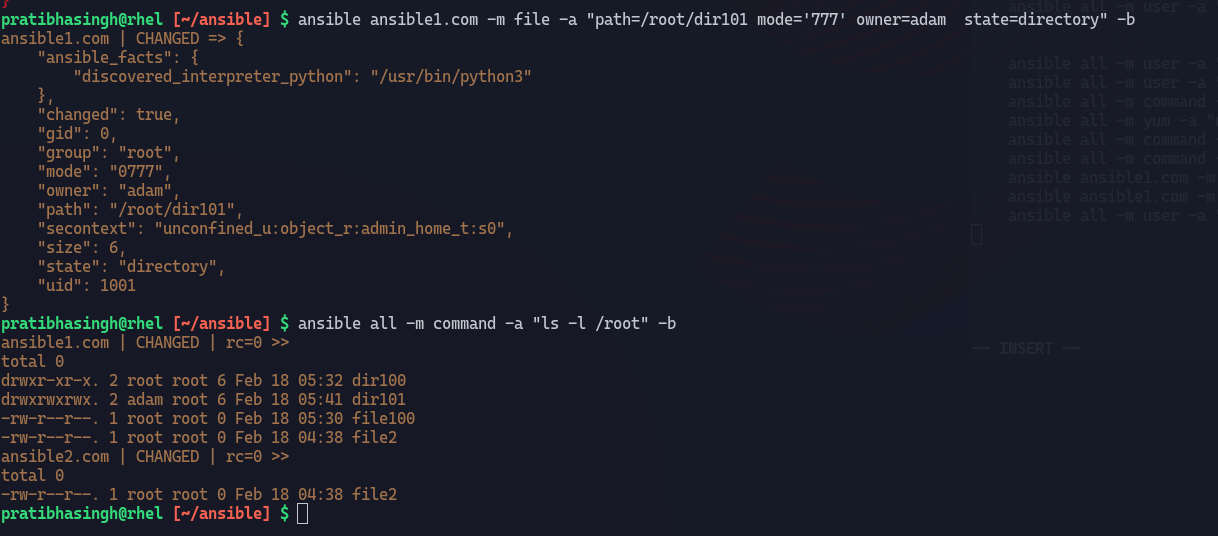 }
pratibhasingh@rhel [~/ansible] $ ansible ansible1.com -m file -a "path=/root/dir101 mode='777' owner=adam  state=directory" -b
ansible1.com | CHANGED => {
    "ansible_facts": {
        "discovered_interpreter_python": "/usr/bin/python3"
    },
    "changed": true,
    "gid": 0,
    "group": "root",
    "mode": "0777",
    "owner": "adam",
    "path": "/root/dir101",
    "secontext": "unconfined_u:object_r:admin_home_t:s0",
    "size": 6,
    "state": "directory",
    "uid": 1001
}
pratibhasingh@rhel [~/ansible] $ ansible all -m command -a "ls -l /root" -b
ansible1.com | CHANGED | rc=0 >>
total 0
drwxr-xr-x. 2 root root 6 Feb 18 05:32 dir100
drwxrwxrwx. 2 adam root 6 Feb 18 05:41 dir101
-rw-r--r--. 1 root root 0 Feb 18 05:30 file100
-rw-r--r--. 1 root root 0 Feb 18 04:38 file2
ansible2.com | CHANGED | rc=0 >>
total 0
-rw-r--r--. 1 root root 0 Feb 18 04:38 file2
pratibhasingh@rhel [~/ansible] $
ansible all -m user -a
ansible all -m user -a "
ansible all -m user -a "
ansible all -m command -
ansible all -m yum -a "
ansible all -m command -
ansible all -m command -
ansible ansible1.com -m
ansible ansible1.com -m
ansible all -m user -a "
-- INSERT --